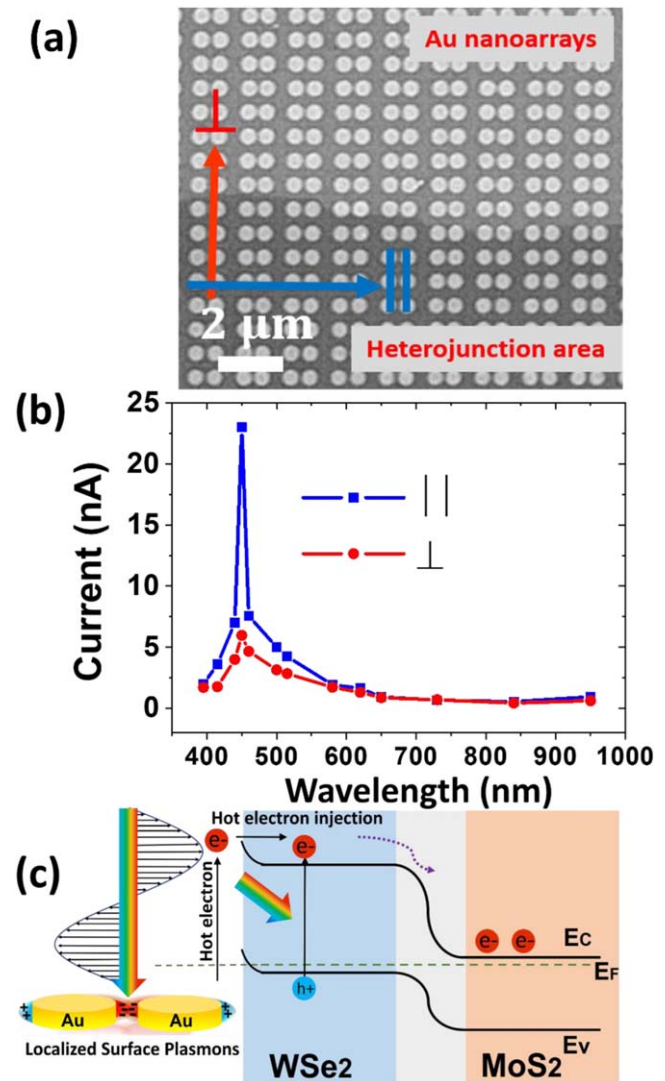 (a)
Au nanoarrays
⊥
||
2 μm
Heterojunction area
(b)
25
20
15
10
5
0
Current (nA)
||
⊥
400 500 600 700 800 900 1000
Wavelength (nm)
(c)
Hot electron injection
e-
e-
Hot electron
e- e-
EC
EF
h+
EV
+ + + -- -- -- + + +
Au Au
Localized Surface Plasmons
WSe2 MoS2